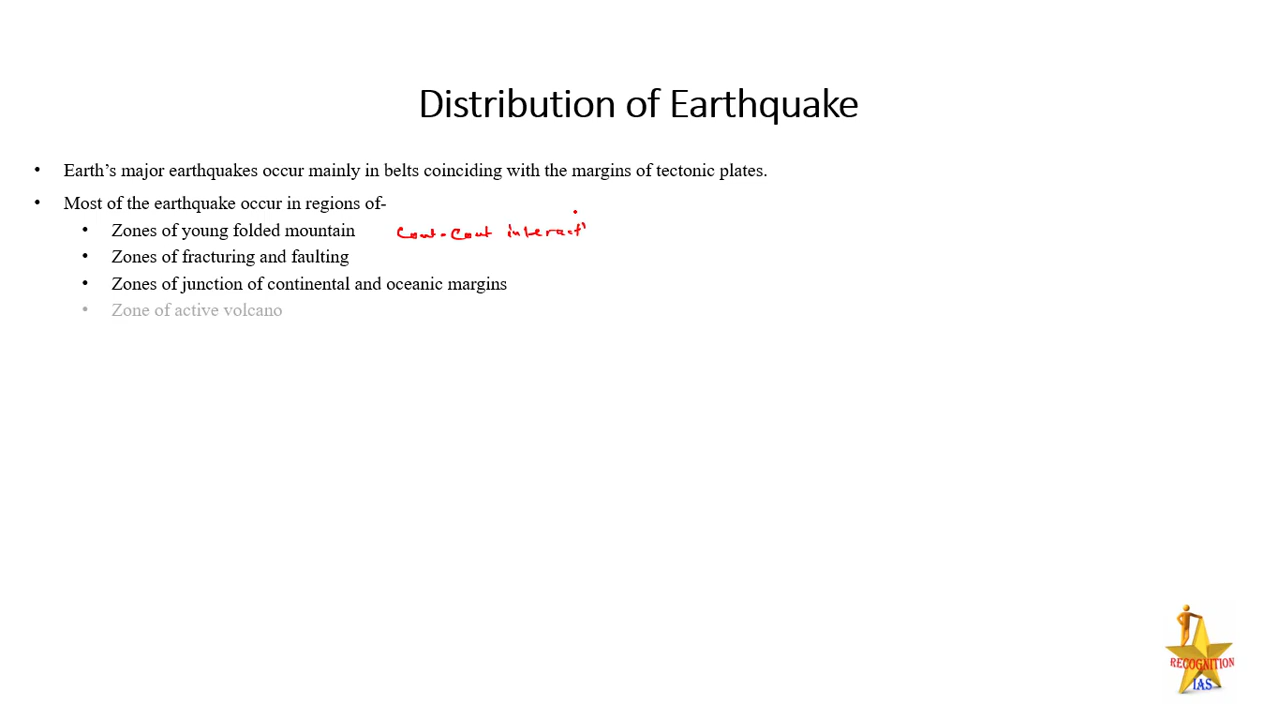 Distribution of Earthquake
• Earth's major earthquakes occur mainly in belts coinciding with the margins of tectonic plates.
• Most of the earthquake occur in regions of-
• Zones of young folded mountain cont-cont interacti
• Zones of fracturing and faulting
• Zones of junction of continental and oceanic margins
• Zone of active volcano
RECOGNITION
IAS